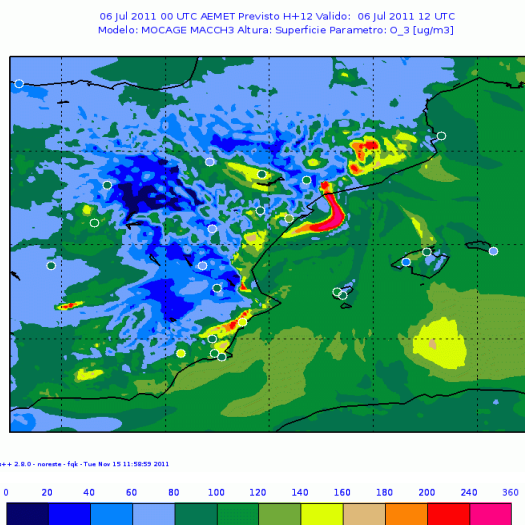 06 Jul 2011 00 UTC AEMET Previsto H+12 Valido: 06 Jul 2011 12 UTC
Modelo: MOCAGE MACCH3 Altura: Superficie Parametro: O_3 [ug/m3]
++ 2.8.0 - noreste - fqk - Tue Nov 15 11:58:59 2011
0 20 40 60 80 100 120 140 160 180 200 240 360